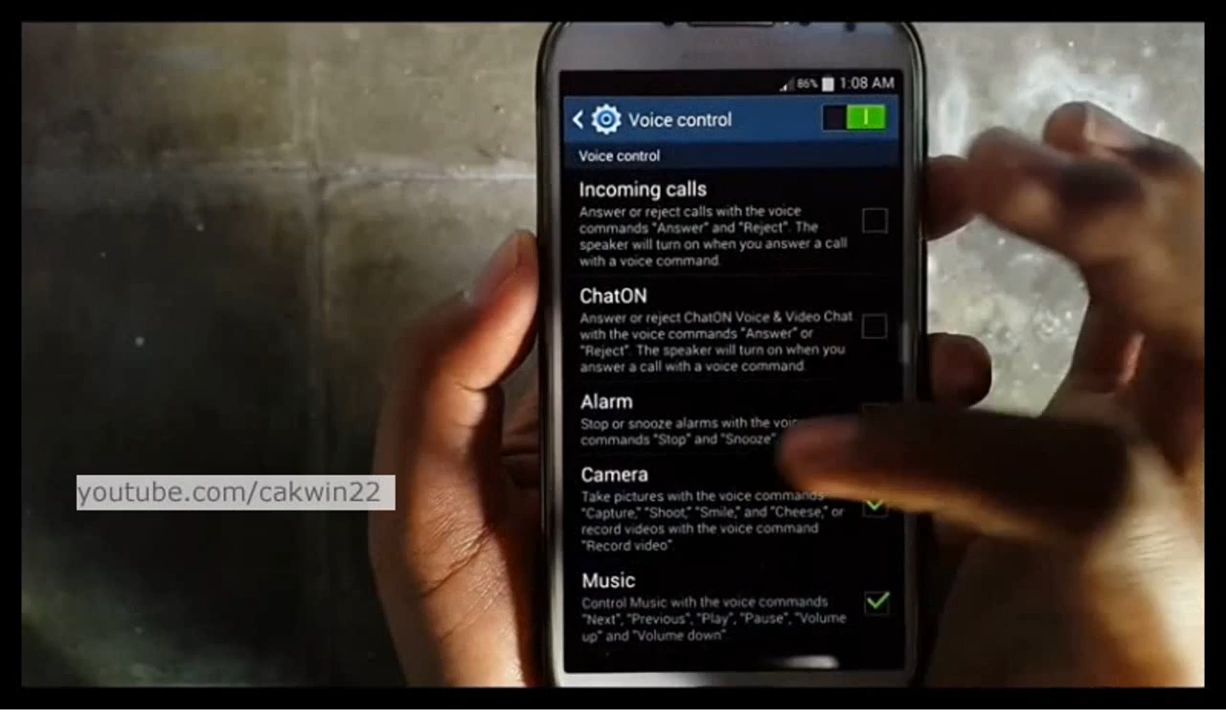 86% 1:08 AM
Voice control
Voice control
Incoming calls
Answer or reject calls with the voice
commands "Answer" and "Reject". The
speaker will turn on when you answer a call
with a voice command.
ChatON
Answer or reject ChatON Voice & Video Chat
with the voice commands "Answer" or
"Reject". The speaker will turn on when you
answer a call with a voice command.
Alarm
Stop or snooze alarms with the
commands "Stop" and "Snooze"
Camera
Take pictures with the voice commands
"Capture," "Shoot," "Smile," and "Cheese," or
record videos with the voice command
"Record video".
Music
Control Music with the voice commands
"Next", "Previous", "Play", "Pause", "Volume
up" and "Volume down".
youtube.com/cakwin22